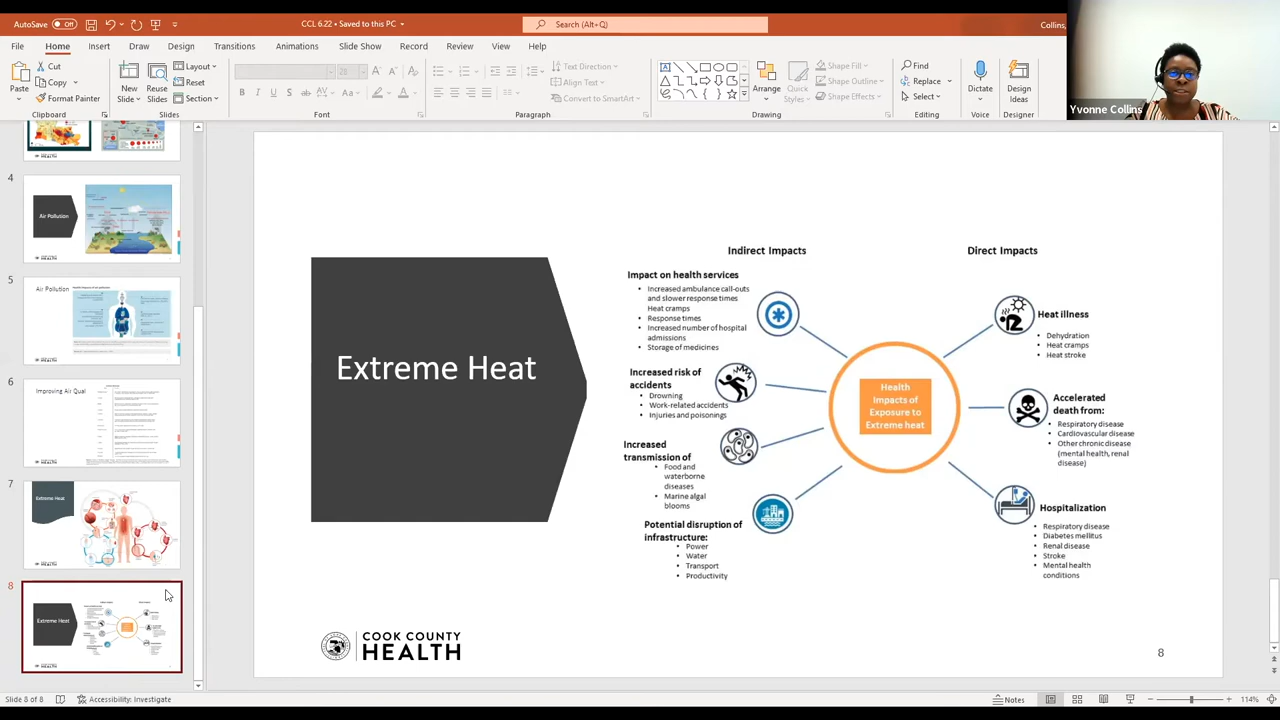 AutoSave Off
CCL 6.22 • Saved to this PC
Search (Alt+Q)
Collins,
File Home Insert Draw Design Transitions Animations Slide Show Record Review View Help
Paste
Cut
Copy
Format Painter
Clipboard
New Slide
Reuse Slides
Layout
Reset
Section
Slides
Font
Text Direction
Align Text
Convert to SmartArt
Paragraph
Arrange
Quick Styles
Shape Fill
Shape Outline
Shape Effects
Drawing
Find
Replace
Select
Editing
Dictate
Voice
Design Ideas
Designer
Yvonne Collins
4
Air Pollution
5
Air Pollution
6
Improving Air Qual
7
Extreme Heat
8
Extreme Heat
Extreme Heat
Indirect Impacts
Impact on health services
• Increased ambulance call-outs
and slower response times
Heat cramps
• Response times
• Increased number of hospital
admissions
• Storage of medicines
Increased risk of
accidents
• Drowning
• Work-related accidents
• Injuries and poisonings
Increased
transmission of
• Food and
waterborne
diseases
• Marine algal
blooms
Potential disruption of
infrastructure:
• Power
• Water
• Transport
• Productivity
Health
Impacts of
Exposure to
Extreme heat
Direct Impacts
Heat illness
• Dehydration
• Heat cramps
• Heat stroke
Accelerated
death from:
• Respiratory disease
• Cardiovascular disease
• Other chronic disease
(mental health, renal
disease)
Hospitalization
• Respiratory disease
• Diabetes mellitus
• Renal disease
• Stroke
• Mental health
conditions
COOK COUNTY
HEALTH
8
Slide 8 of 8
Accessibility: Investigate
Notes
114%